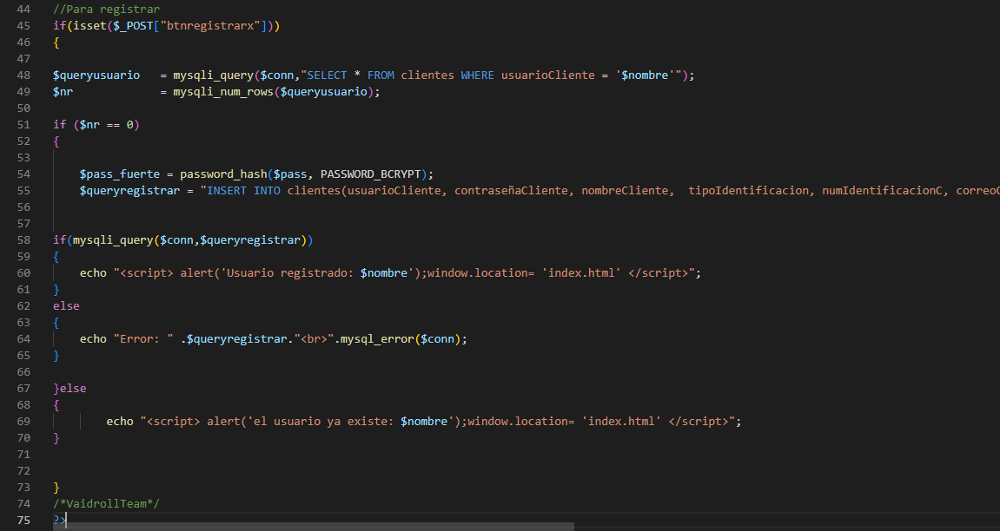 44 //Para registrar
45 if(isset($_POST["btnregistrarx"]))
46 {
47
48 $queryusuario   = mysqli_query($conn,"SELECT * FROM clientes WHERE usuarioCliente = '$nombre'");
49 $nr             = mysqli_num_rows($queryusuario);
50
51 if ($nr == 0)
52 {
53
54     $pass_fuerte = password_hash($pass, PASSWORD_BCRYPT);
55     $queryregistrar = "INSERT INTO clientes(usuarioCliente, contraseñaCliente, nombreCliente,  tipoIdentificacion, numIdentificacionC, correoC
56
57
58 if(mysqli_query($conn,$queryregistrar))
59 {
60     echo "<script> alert('Usuario registrado: $nombre');window.location= 'index.html' </script>";
61 }
62 else
63 {
64     echo "Error: " .$queryregistrar."<br>".mysql_error($conn);
65 }
66
67 }else
68 {
69         echo "<script> alert('el usuario ya existe: $nombre');window.location= 'index.html' </script>";
70 }
71
72
73 }
74 /*VaidrollTeam*/
75 ?>